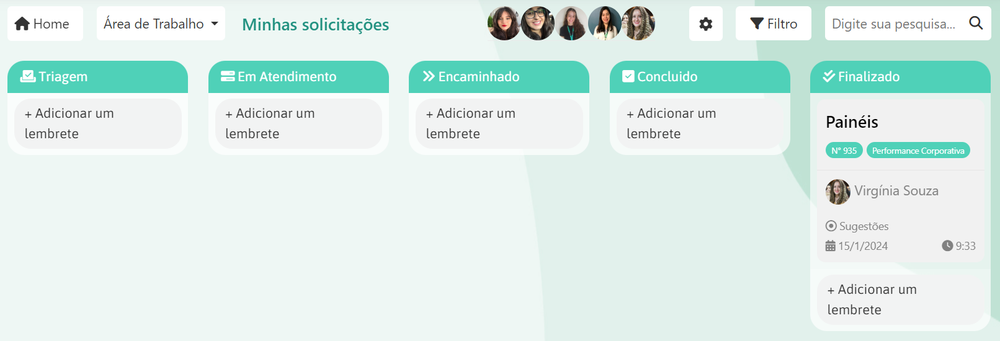 Home
Área de Trabalho
Minhas solicitações
Filtro
Digite sua pesquisa...
Triagem
+ Adicionar um
lembrete
Em Atendimento
+ Adicionar um
lembrete
Encaminhado
+ Adicionar um
lembrete
Concluido
+ Adicionar um
lembrete
Finalizado
Painéis
N° 935 Performance Corporativa
Virgínia Souza
Sugestões
15/1/2024 9:33
+ Adicionar um
lembrete